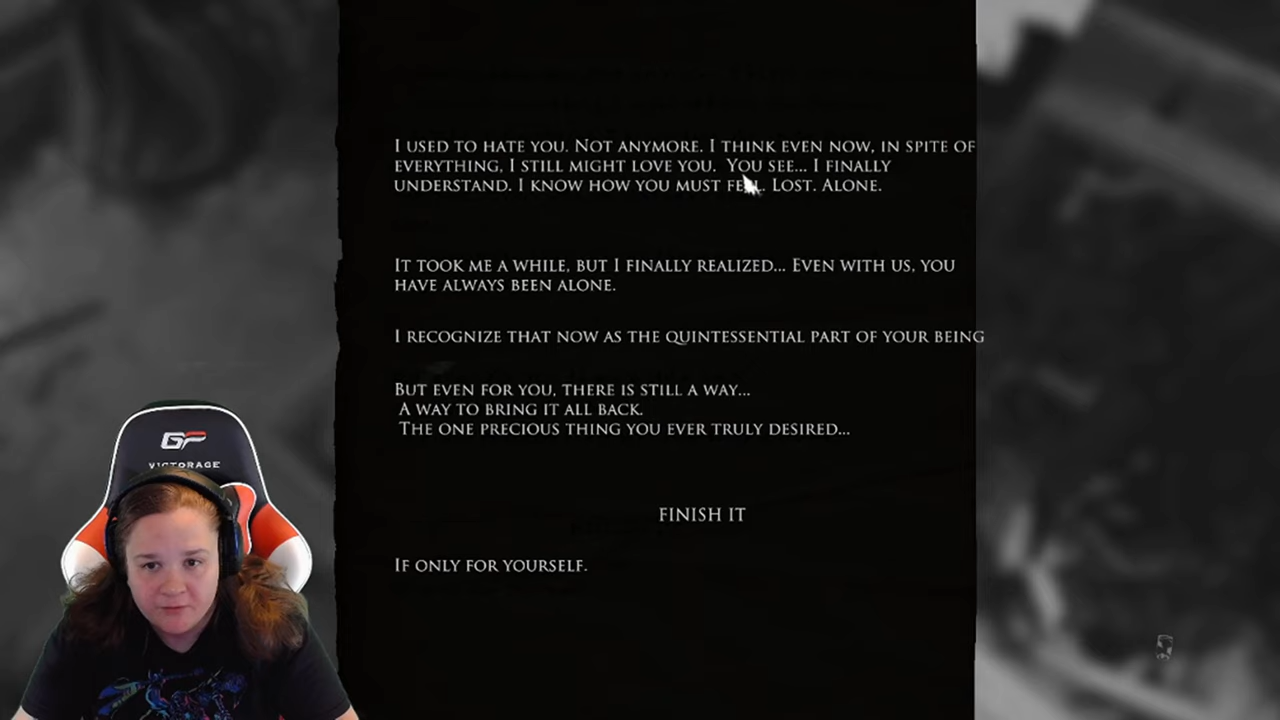 I USED TO HATE YOU. NOT ANYMORE. I THINK EVEN NOW, IN SPITE OF
EVERYTHING, I STILL MIGHT LOVE YOU. YOU SEE... I FINALLY
UNDERSTAND. I KNOW HOW YOU MUST FEEL. LOST. ALONE.
IT TOOK ME A WHILE, BUT I FINALLY REALIZED... EVEN WITH US, YOU
HAVE ALWAYS BEEN ALONE.
I RECOGNIZE THAT NOW AS THE QUINTESSENTIAL PART OF YOUR BEING
BUT EVEN FOR YOU, THERE IS STILL A WAY...
A WAY TO BRING IT ALL BACK.
THE ONE PRECIOUS THING YOU EVER TRULY DESIRED...
FINISH IT
IF ONLY FOR YOURSELF.
GP
VICTORAGE